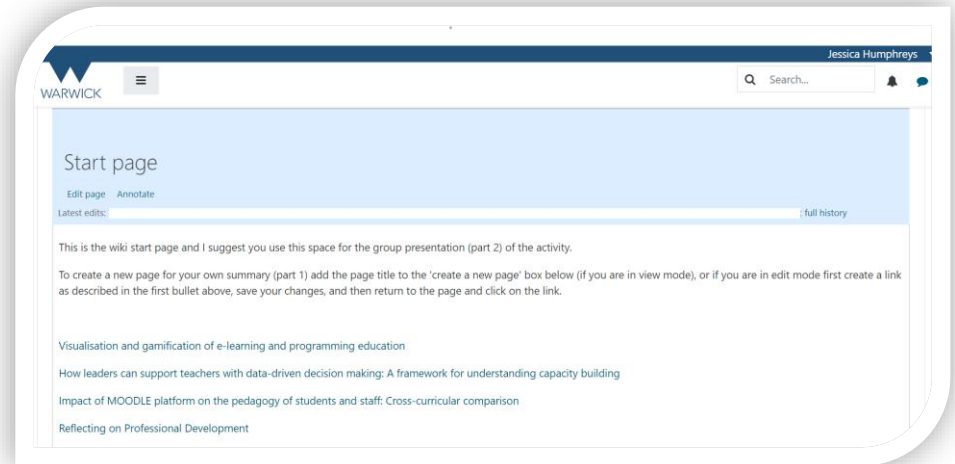 Jessica Humphreys
WARWICK
Search...
Start page
Edit page Annotate
Latest edits: ; full history
This is the wiki start page and I suggest you use this space for the group presentation (part 2) of the activity.
To create a new page for your own summary (part 1) add the page title to the 'create a new page' box below (if you are in view mode), or if you are in edit mode first create a link
as described in the first bullet above, save your changes, and then return to the page and click on the link.
Visualisation and gamification of e-learning and programming education
How leaders can support teachers with data-driven decision making: A framework for understanding capacity building
Impact of MOODLE platform on the pedagogy of students and staff: Cross-curricular comparison
Reflecting on Professional Development